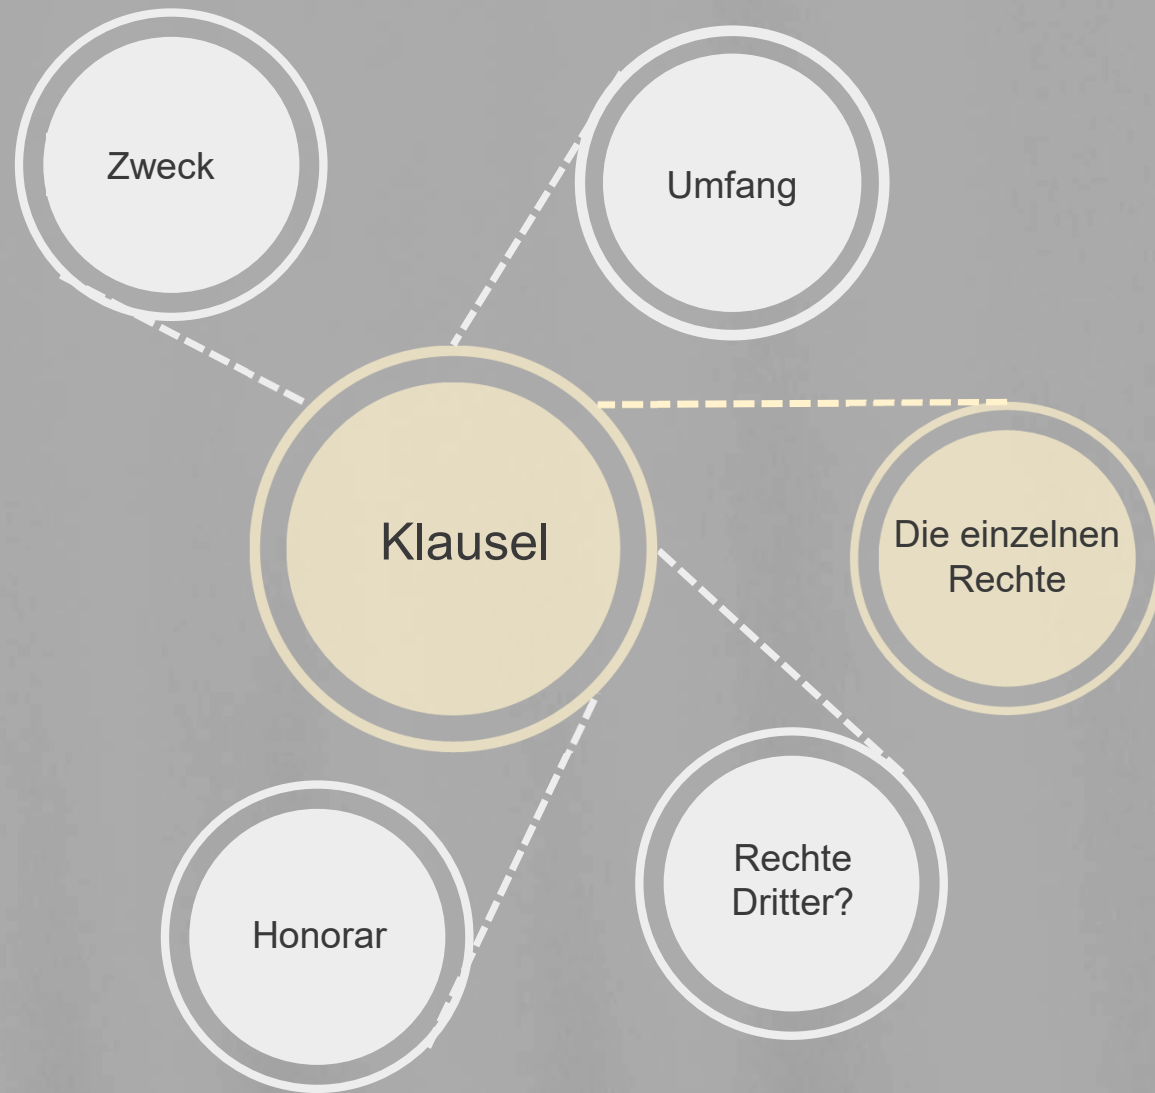 Zweck
Umfang
Klausel
Die einzelnen
Rechte
Rechte
Dritter?
Honorar